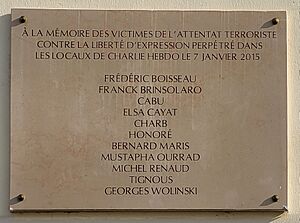 À LA MÉMOIRE DES VICTIMES DE L'ATTENTAT TERRORISTE
CONTRE LA LIBERTÉ D'EXPRESSION PERPÉTRÉ DANS
LES LOCAUX DE CHARLIE HEBDO LE 7 JANVIER 2015
FRÉDÉRIC BOISSEAU
FRANCK BRINSOLARO
CABU
ELSA CAYAT
CHARB
HONORÉ
BERNARD MARIS
MUSTAPHA OURRAD
MICHEL RENAUD
TIGNOUS
GEORGES WOLINSKI